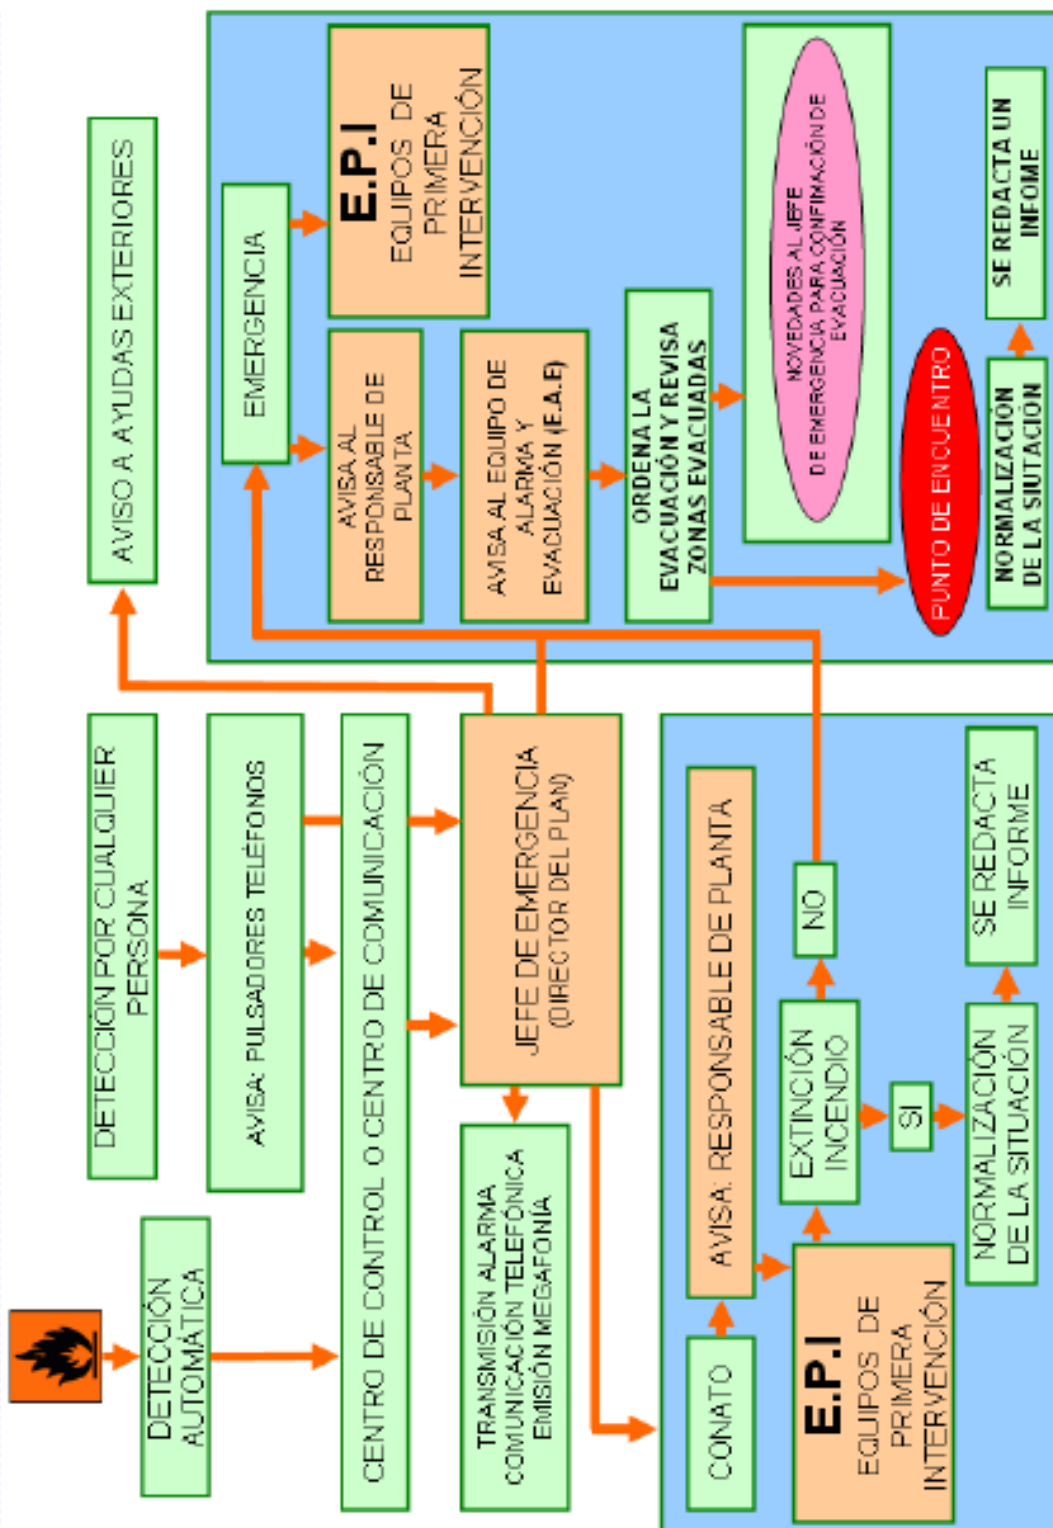 DETECCIÓN
AUTOMÁTICA
DETECCIÓN POR CUALQUIER
PERSONA
AVISA: PULSADORES TELÉFONOS
CENTRO DE CONTROL O CENTRO DE COMUNICACIÓN
JEFE DE EMERGENCIA
(DIRECTOR DEL PLAN)
TRANSMISIÓN ALARMA
COMUNICACIÓN TELEFÓNICA
EMISIÓN MEGAFONÍA
AVISO A AYUDAS EXTERIORES
CONATO
AVISA: RESPONSABLE DE PLANTA
E.P.I
EQUIPOS DE
PRIMERA
INTERVENCIÓN
EXTINCIÓN
INCENDIO
NO
SI
NORMALIZACIÓN
DE LA SITUACIÓN
SE REDACTA
INFORME
EMERGENCIA
AVISA AL
RESPONSABLE DE
PLANTA
E.P.I
EQUIPOS DE
PRIMERA
INTERVENCIÓN
AVISA AL EQUIPO DE
ALARMA Y
EVACUACIÓN (E.A.E)
ORDENA LA
EVACUACIÓN Y REVISA
ZONAS EVACUADAS
NOVEDADES AL JEFE
DE EMERGENCIA PARA CONFIMACIÓN DE
EVACUACIÓN
PUNTO DE ENCUENTRO
NORMALIZACIÓN
DE LA SIUTACIÓN
SE REDACTA UN
INFOME